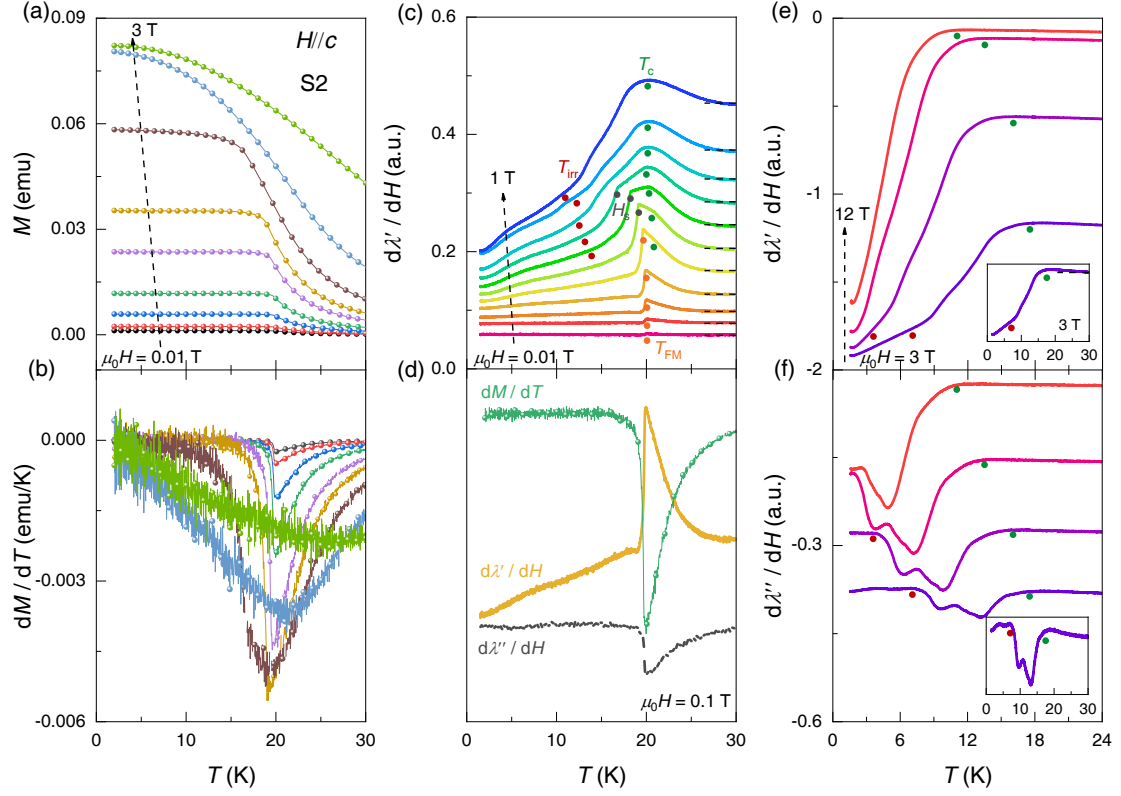 (a)
0.09
0.06
0.03
0.00
M (emu)
3 T
H//c
S2
μ₀H = 0.01 T
(b)
0.000
-0.003
-0.006
dM / dT (emu/K)
0 10 20 30
T (K)
(c)
0.6
0.4
0.2
0.0
dλ′ / dH (a.u.)
T_c
T_irr
1 T
H_s
μ₀H = 0.01 T
T_FM
(d)
dM / dT
dλ′ / dH
dλ″ / dH
μ₀H = 0.1 T
0 10 20 30
T (K)
(e)
0
-1
-2
dλ′ / dH (a.u.)
12 T
μ₀H = 3 T
3 T
0 10 20 30
(f)
-0.3
-0.6
dλ″ / dH (a.u.)
0 10 20 30
0 6 12 18 24
T (K)